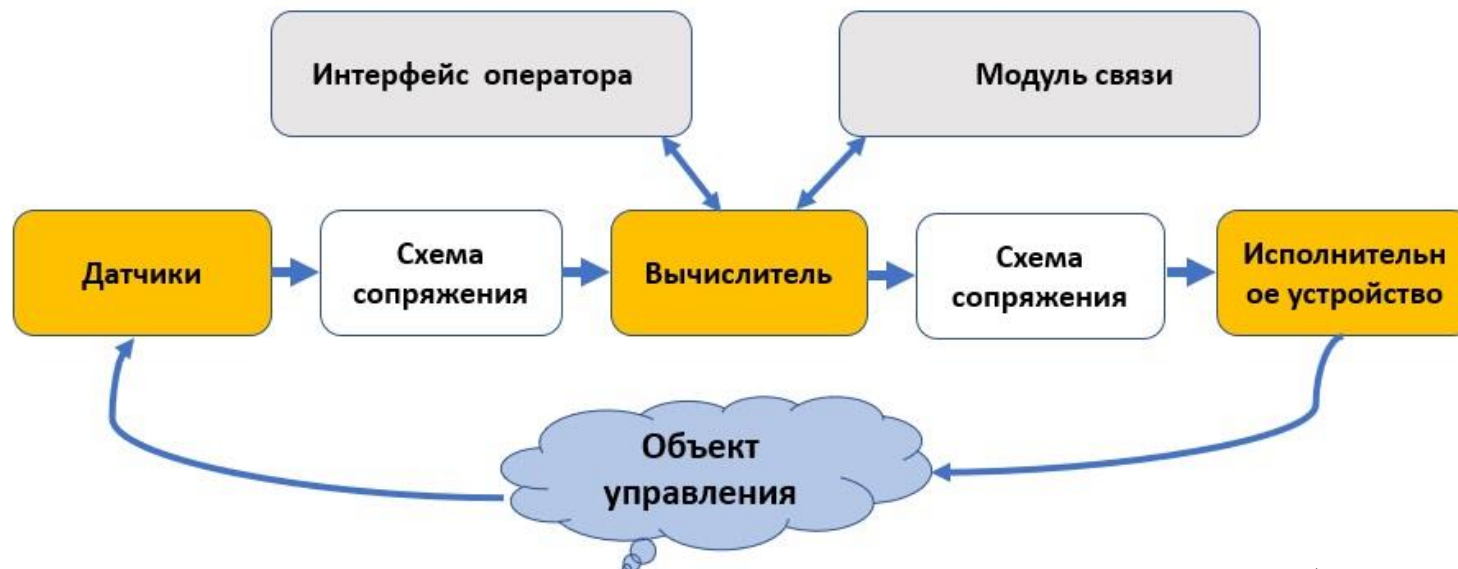 Интерфейс оператора
Модуль связи
Датчики
Схема
сопряжения
Вычислитель
Схема
сопряжения
Исполнительн
ое устройство
Объект
управления